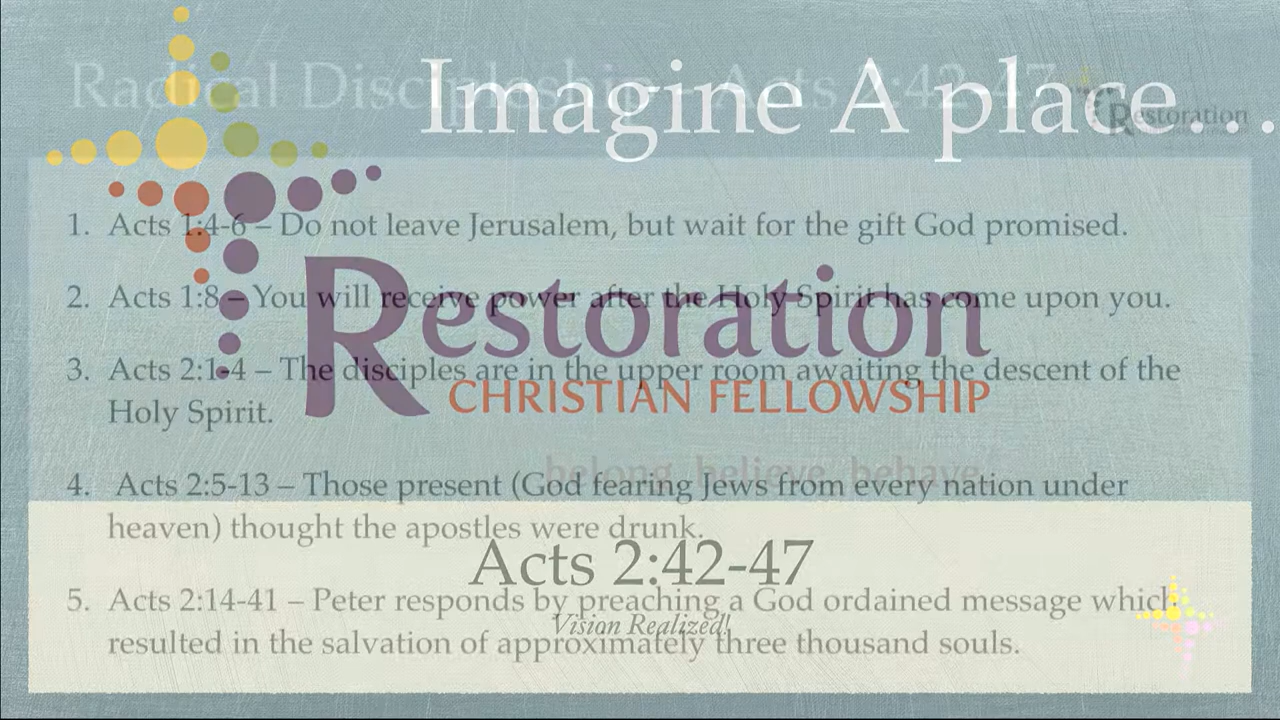 Radical Discipleship - Acts 2:42-47
Imagine A place…
Restoration
1. Acts 1:4-6 – Do not leave Jerusalem, but wait for the gift God promised.
2. Acts 1:8 – You will receive power after the Holy Spirit has come upon you.
3. Acts 2:1-4 – The disciples are in the upper room awaiting the descent of the
Holy Spirit.
Restoration
CHRISTIAN FELLOWSHIP
belong. believe. behave.
4. Acts 2:5-13 – Those present (God fearing Jews from every nation under
heaven) thought the apostles were drunk.
Acts 2:42-47
5. Acts 2:14-41 – Peter responds by preaching a God ordained message which
Vision Realized!
resulted in the salvation of approximately three thousand souls.